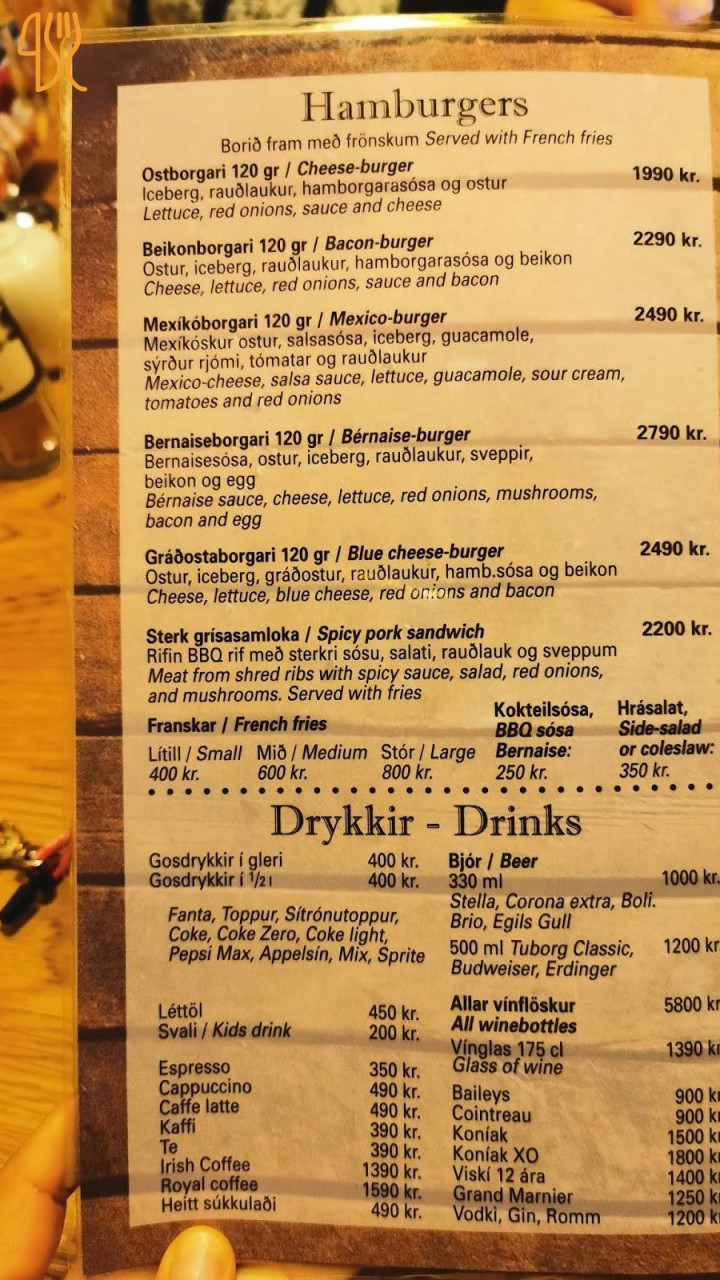 Hamburgers
Borið fram með frönskum Served with French fries
Ostborgari 120 gr / Cheese-burger 1990 kr.
Iceberg, rauðlaukur, hamborgarasósa og ostur
Lettuce, red onions, sauce and cheese
Beikonborgari 120 gr / Bacon-burger 2290 kr.
Ostur, iceberg, rauðlaukur, hamborgarasósa og beikon
Cheese, lettuce, red onions, sauce and bacon
Mexíkóborgari 120 gr / Mexico-burger 2490 kr.
Mexíkóskur ostur, salsasósa, iceberg, guacamole,
sýrður rjómi, tómatar og rauðlaukur
Mexico-cheese, salsa sauce, lettuce, guacamole, sour cream,
tomatoes and red onions
Bernaiseborgari 120 gr / Bérnaise-burger 2790 kr.
Bernaisesósa, ostur, iceberg, rauðlaukur, sveppir,
beikon og egg
Bérnaise sauce, cheese, lettuce, red onions, mushrooms,
bacon and egg
Gráðostaborgari 120 gr / Blue cheese-burger 2490 kr.
Ostur, iceberg, gráðostur, rauðlaukur, hamb.sósa og beikon
Cheese, lettuce, blue cheese, red onions and bacon
Sterk grísasamloka / Spicy pork sandwich 2200 kr.
Rifin BBQ rif með sterkri sósu, salati, rauðlauk og sveppum
Meat from shred ribs with spicy sauce, salad, red onions,
and mushrooms. Served with fries
Franskar / French fries
Lítill / Small Mið / Medium Stór / Large
400 kr. 600 kr. 800 kr.
Kokteilsósa,
BBQ sósa
Bernaise:
250 kr.
Hrásalat,
Side-salad
or coleslaw:
350 kr.
Drykkir - Drinks
Gosdrykkir í gleri 400 kr.
Gosdrykkir í 1/2 l 400 kr.
Fanta, Toppur, Sítrónutoppur,
Coke, Coke Zero, Coke light,
Pepsi Max, Appelsín, Mix, Sprite
Léttöl 450 kr.
Svali / Kids drink 200 kr.
Espresso 350 kr.
Cappuccino 490 kr.
Caffe latte 490 kr.
Kaffi 390 kr.
Te 390 kr.
Irish Coffee 1390 kr.
Royal coffee 1590 kr.
Heitt súkkulaði 490 kr.
Bjór / Beer
330 ml 1000 kr.
Stella, Corona extra, Boli.
Brio, Egils Gull
500 ml Tuborg Classic, 1200 kr
Budweiser, Erdinger
Allar vínflöskur 5800 kr
All winebottles
Vínglas 175 cl 1390 kr
Glass of wine
Baileys 900 k
Cointreau 900 k
Koníak 1500 k
Koníak XO 1800 k
Viskí 12 ára 1400 k
Grand Marnier 1250 k
Vodki, Gin, Romm 1200 k